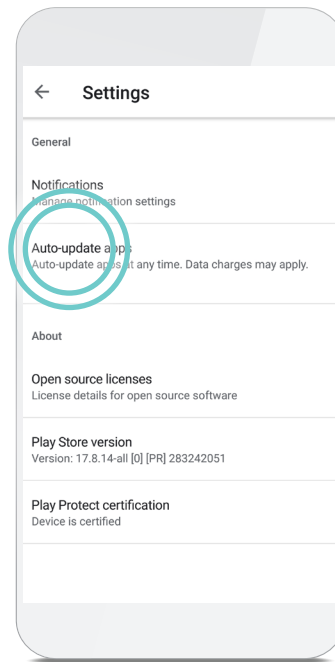 Settings
General
Notifications
Manage notification settings
Auto-update apps
Auto-update apps at any time. Data charges may apply.
About
Open source licenses
License details for open source software
Play Store version
Version: 17.8.14-all [0] [PR] 283242051
Play Protect certification
Device is certified